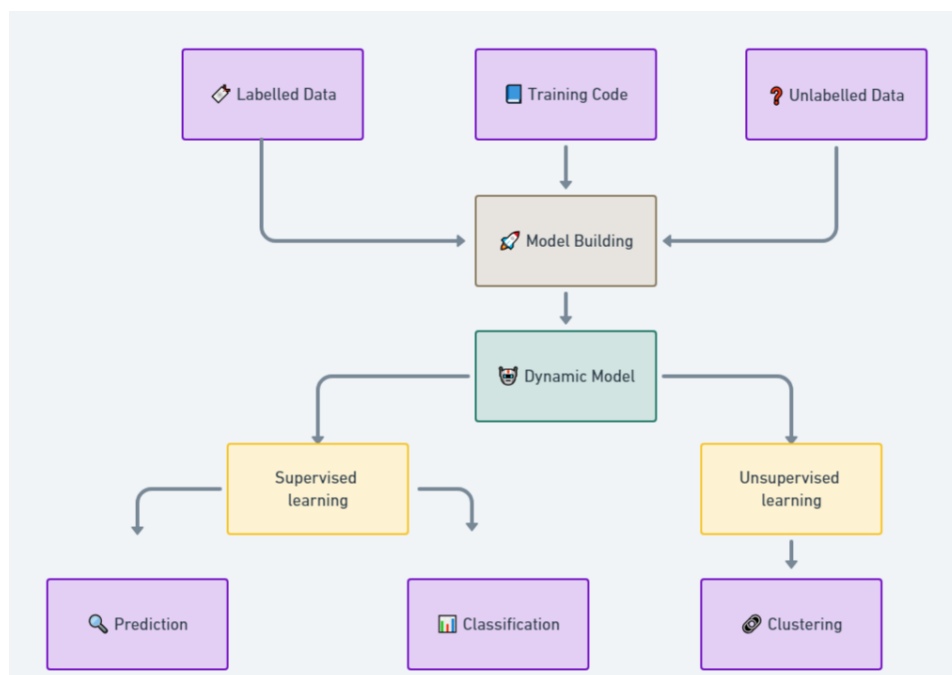 Labelled Data
Training Code
Unlabelled Data
Model Building
Dynamic Model
Supervised
learning
Unsupervised
learning
Prediction
Classification
Clustering